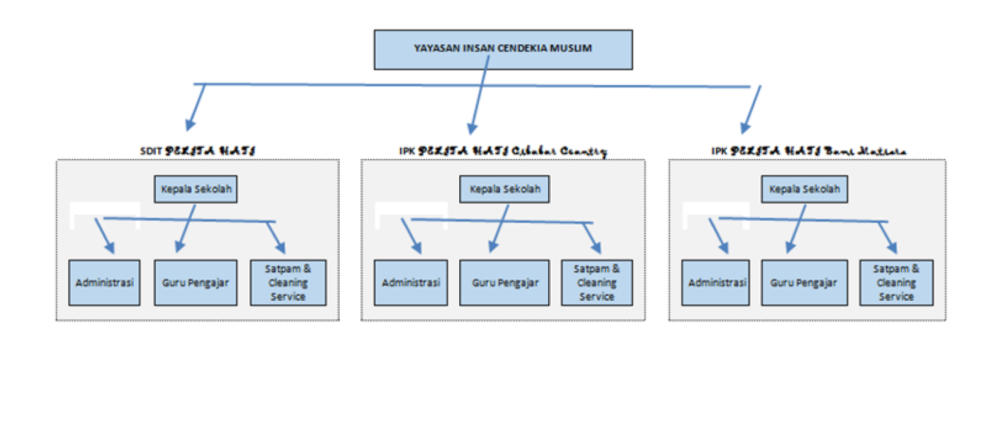 YAYASAN INSAN CENDEKIA MUSLIM
SDIT PELITA HATI
IPK PELITA HATI Cibubur Country
IPK PELITA HATI Bumi Mutiara
Kepala Sekolah
Kepala Sekolah
Kepala Sekolah
Administrasi
Guru Pengajar
Satpam &
Cleaning
Service
Administrasi
Guru Pengajar
Satpam &
Cleaning
Service
Administrasi
Guru Pengajar
Satpam &
Cleaning
Service